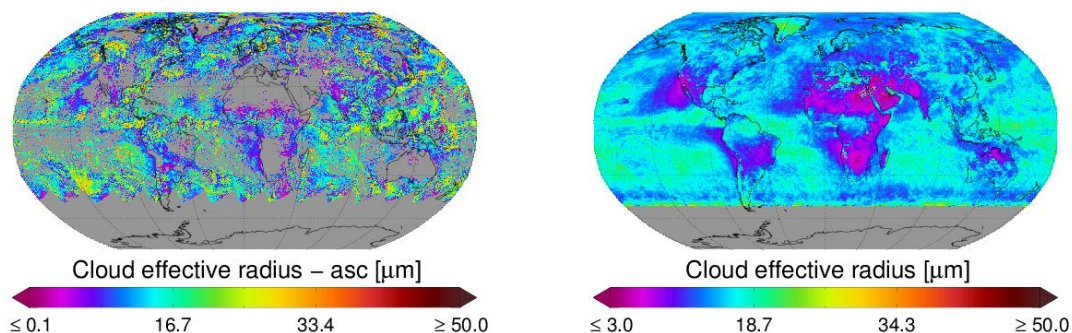 Cloud effective radius – asc [μm]
≤ 0.1 16.7 33.4 ≥ 50.0
Cloud effective radius [μm]
≤ 3.0 18.7 34.3 ≥ 50.0